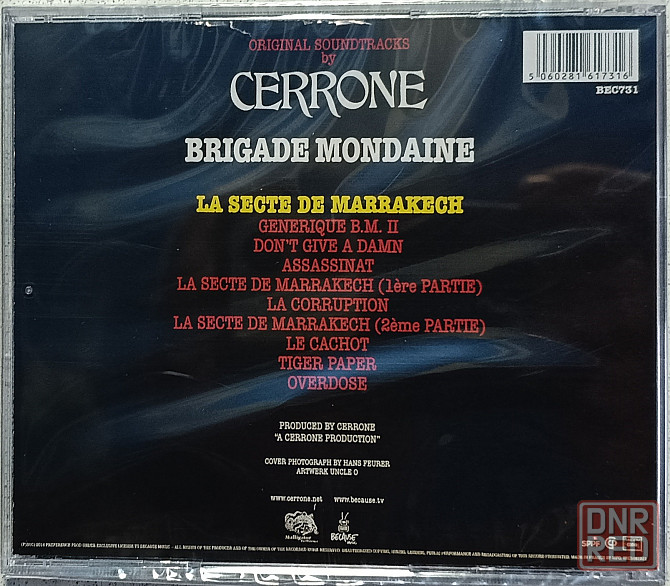 ORIGINAL SOUNDTRACKS
by
CERRONE
5 060281 617316
BEC731
BRIGADE MONDAINE
LA SECTE DE MARRAKECH
GENERIQUE B.M. II
DON'T GIVE A DAMN
ASSASSINAT
LA SECTE DE MARRAKECH (1ère PARTIE)
LA CORRUPTION
LA SECTE DE MARRAKECH (2ème PARTIE)
LE CACHOT
TIGER PAPER
OVERDOSE
PRODUCED BY CERRONE
"A CERRONE PRODUCTION"
COVER PHOTOGRAPH BY HANS FEURER
ARTWERK UNCLE O
www.cerrone.net www.because.tv
Malligator
BECAUSE
SPPF
DNR